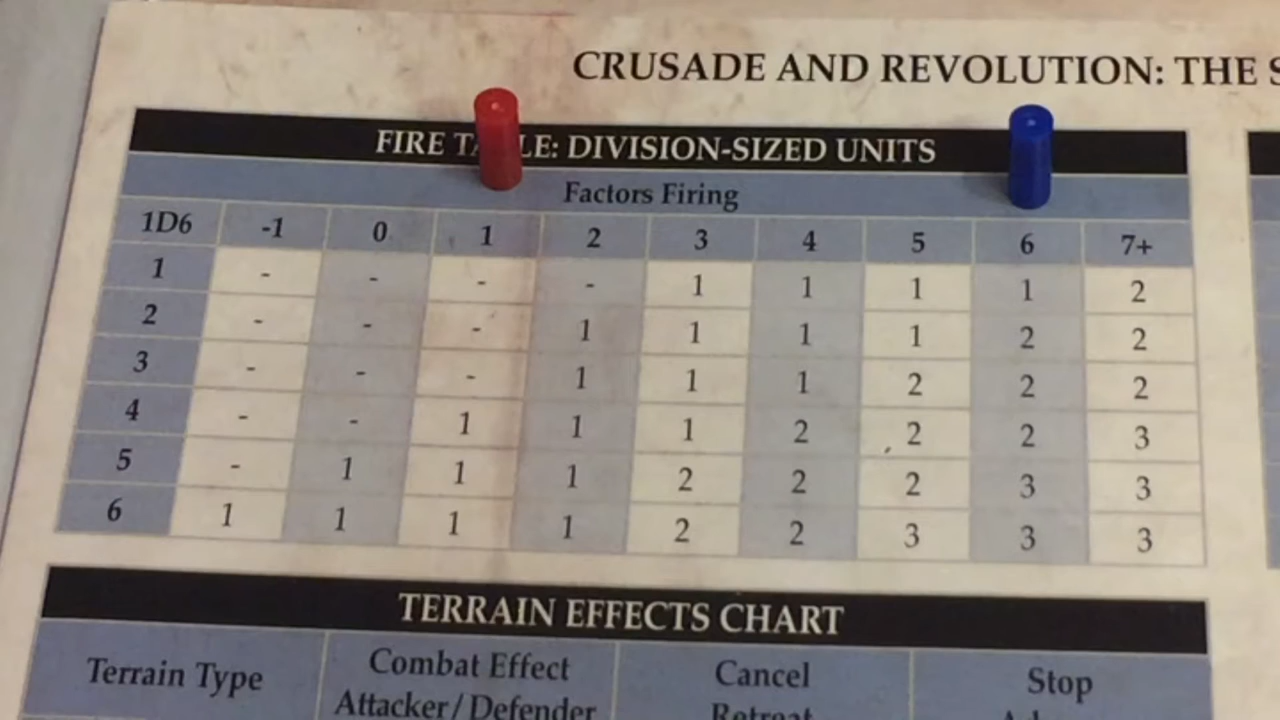 CRUSADE AND REVOLUTION: THE S
FIRE T LE: DIVISION-SIZED UNITS
Factors Firing
1D6 -1 0 1 2 3 4 5 6 7+
1 - - - - 1 1 1 1 2
2 - - - 1 1 1 1 2 2
3 - - - 1 1 1 2 2 2
4 - - 1 1 1 2 2 2 3
5 - 1 1 1 2 2 2 3 3
6 1 1 1 1 2 2 3 3 3
TERRAIN EFFECTS CHART
Terrain Type Combat Effect Cancel Stop
Attacker/Defender Retreat